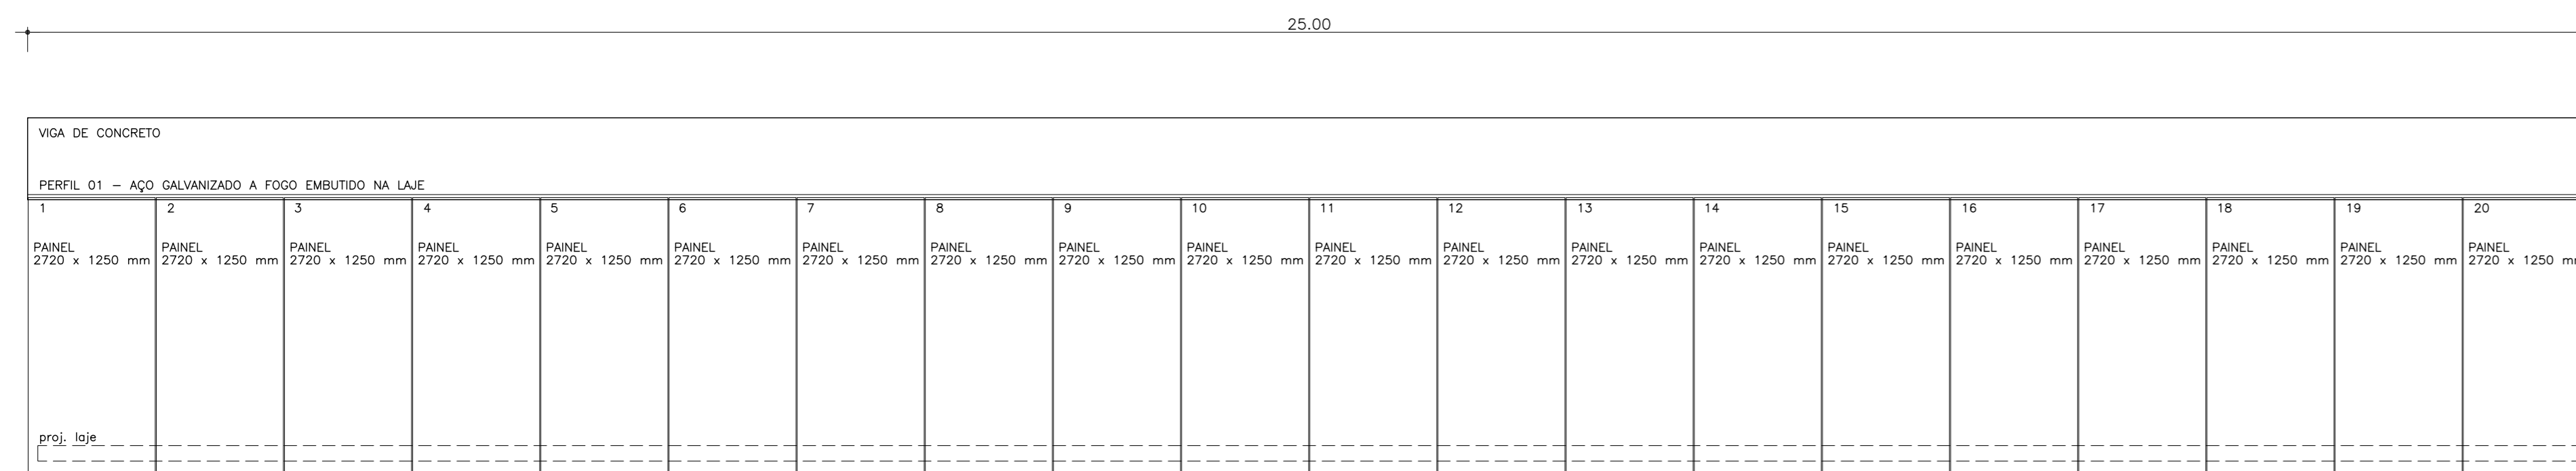 25.00
VIGA DE CONCRETO
PERFIL 01 – AÇO GALVANIZADO A FOGO EMBUTIDO NA LAJE
1 2 3 4 5 6 7 8 9 10 11 12 13 14 15 16 17 18 19 20
PAINEL PAINEL PAINEL PAINEL PAINEL PAINEL PAINEL PAINEL PAINEL PAINEL PAINEL PAINEL PAINEL PAINEL PAINEL PAINEL PAINEL PAINEL PAINEL PAINEL
2720 x 1250 mm 2720 x 1250 mm 2720 x 1250 mm 2720 x 1250 mm 2720 x 1250 mm 2720 x 1250 mm 2720 x 1250 mm 2720 x 1250 mm 2720 x 1250 mm 2720 x 1250 mm 2720 x 1250 mm 2720 x 1250 mm 2720 x 1250 mm 2720 x 1250 mm 2720 x 1250 mm 2720 x 1250 mm 2720 x 1250 mm 2720 x 1250 mm 2720 x 1250 mm 2720 x 1250
proj. laje